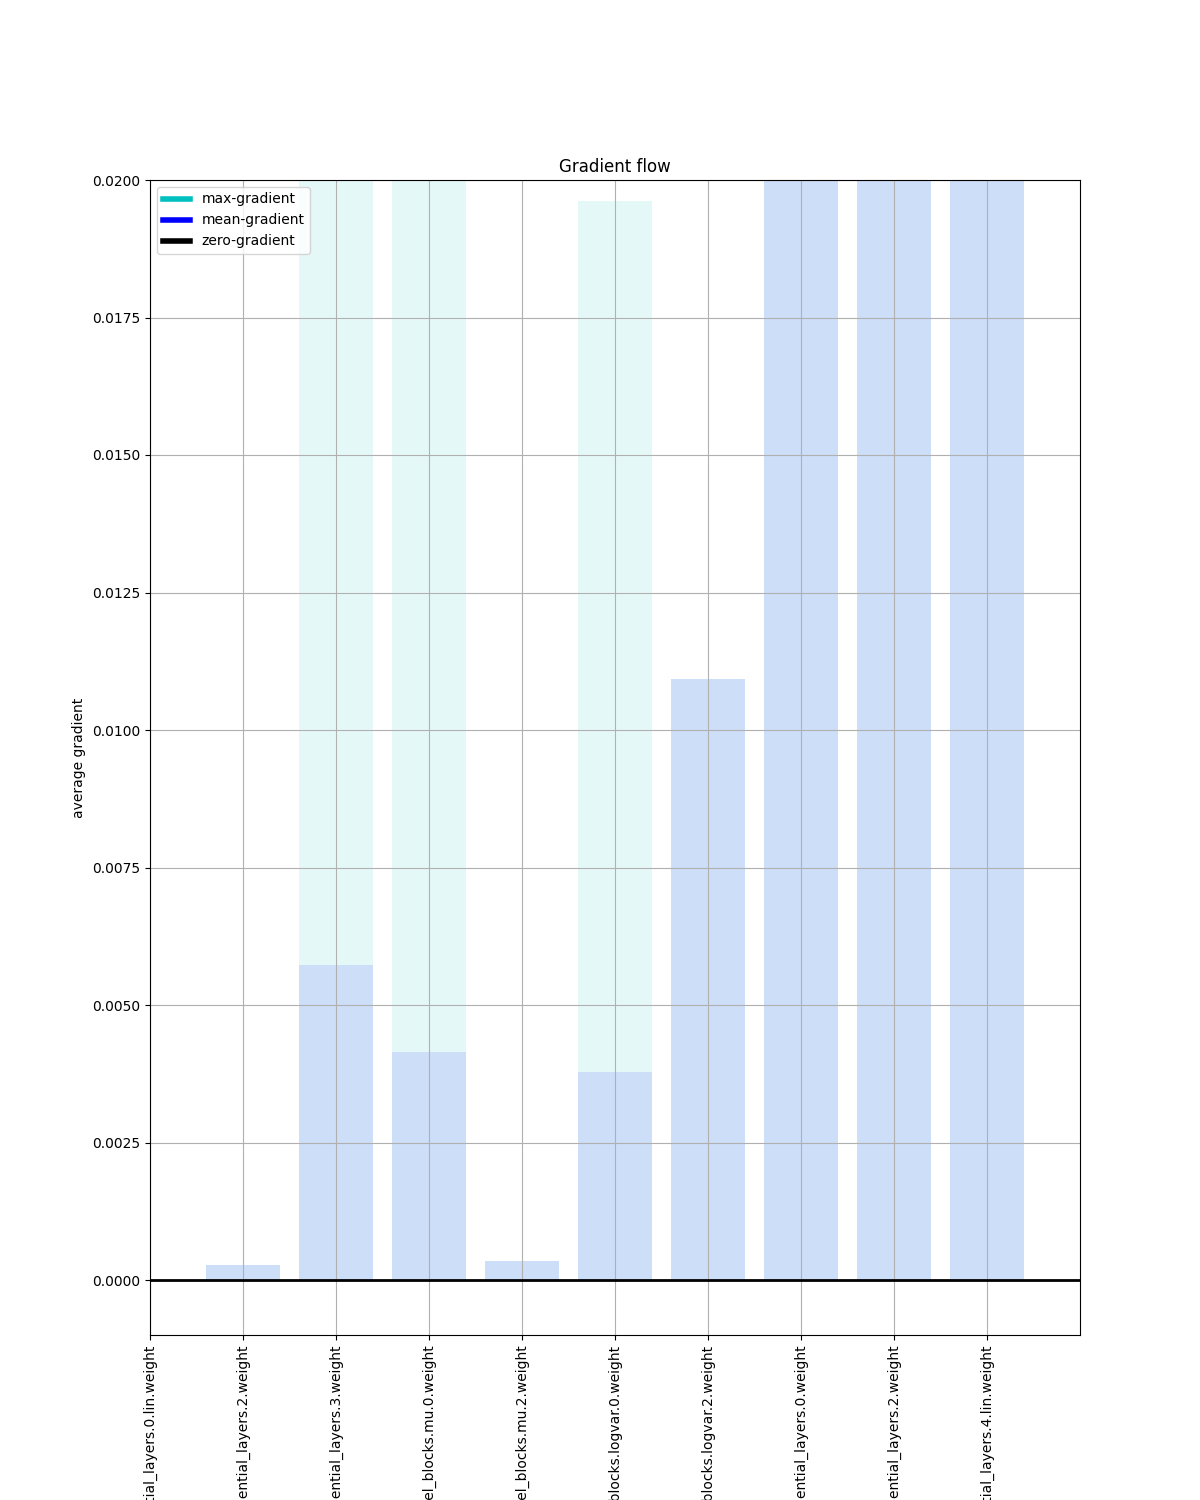 Gradient flow
max-gradient
mean-gradient
zero-gradient
0.0200
0.0175
0.0150
0.0125
0.0100
0.0075
0.0050
0.0025
0.0000
average gradient
tial_layers.0.lin.weight
ential_layers.2.weight
ential_layers.3.weight
el_blocks.mu.0.weight
el_blocks.mu.2.weight
blocks.logvar.0.weight
blocks.logvar.2.weight
ential_layers.0.weight
ential_layers.2.weight
tial_layers.4.lin.weight